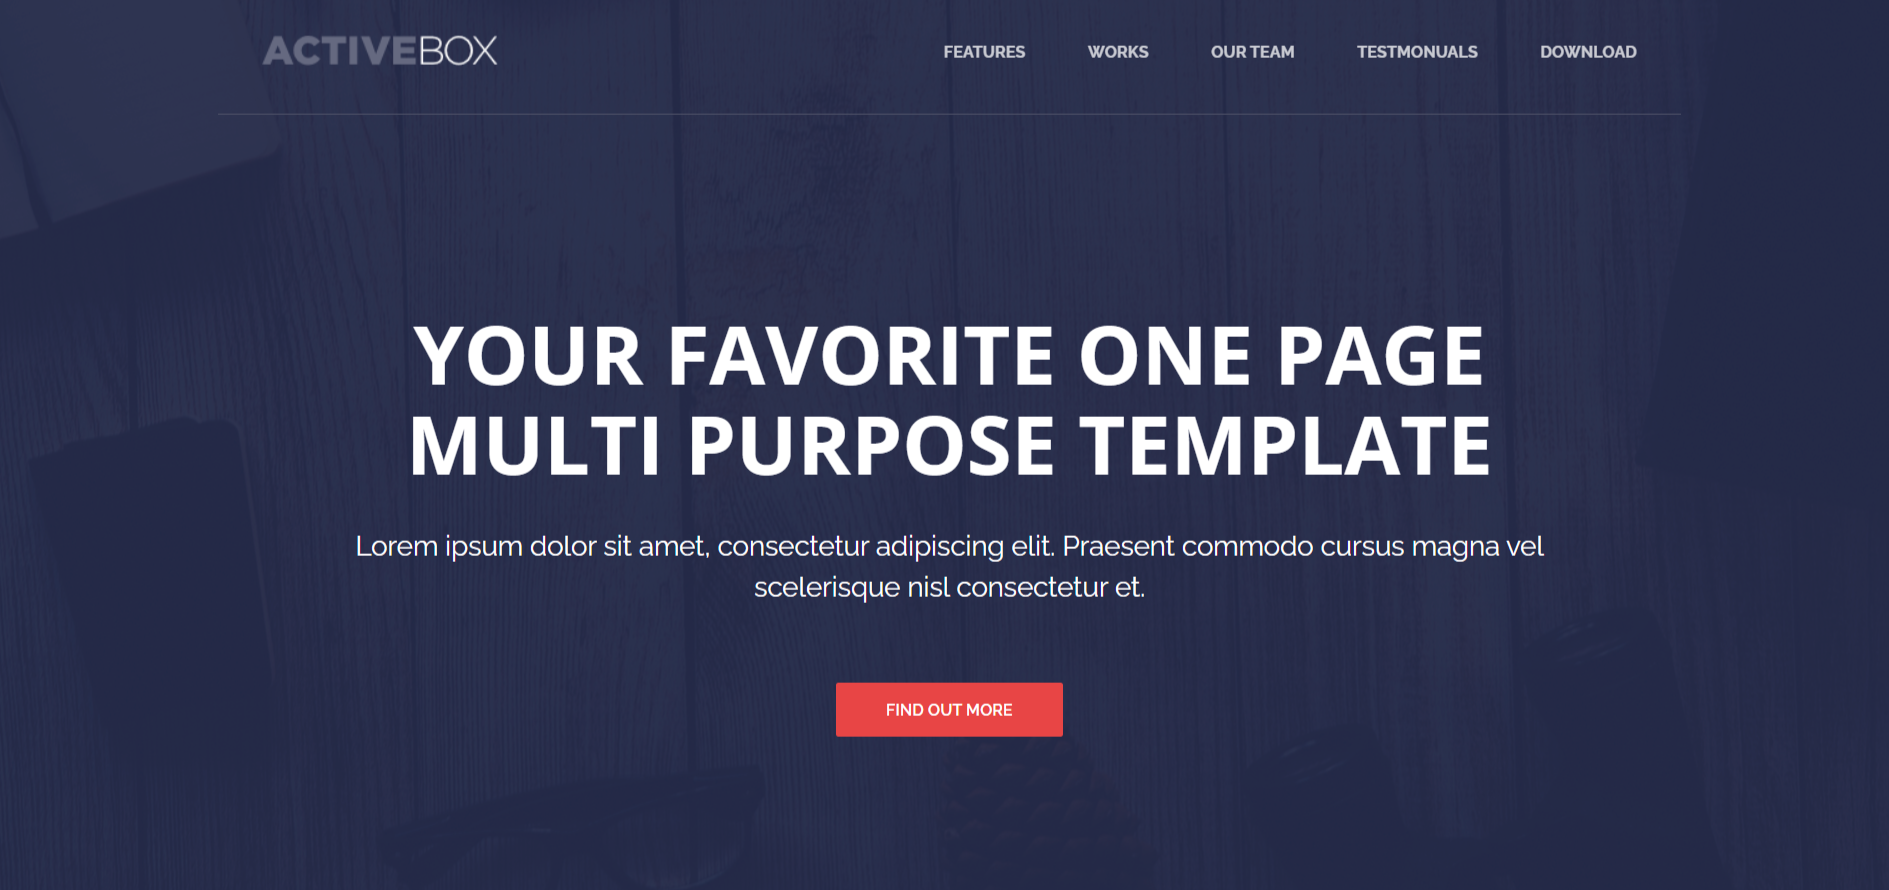 ACTIVEBOX
FEATURES WORKS OUR TEAM TESTMONUALS DOWNLOAD
YOUR FAVORITE ONE PAGE
MULTI PURPOSE TEMPLATE
Lorem ipsum dolor sit amet, consectetur adipiscing elit. Praesent commodo cursus magna vel
scelerisque nisl consectetur et.
FIND OUT MORE